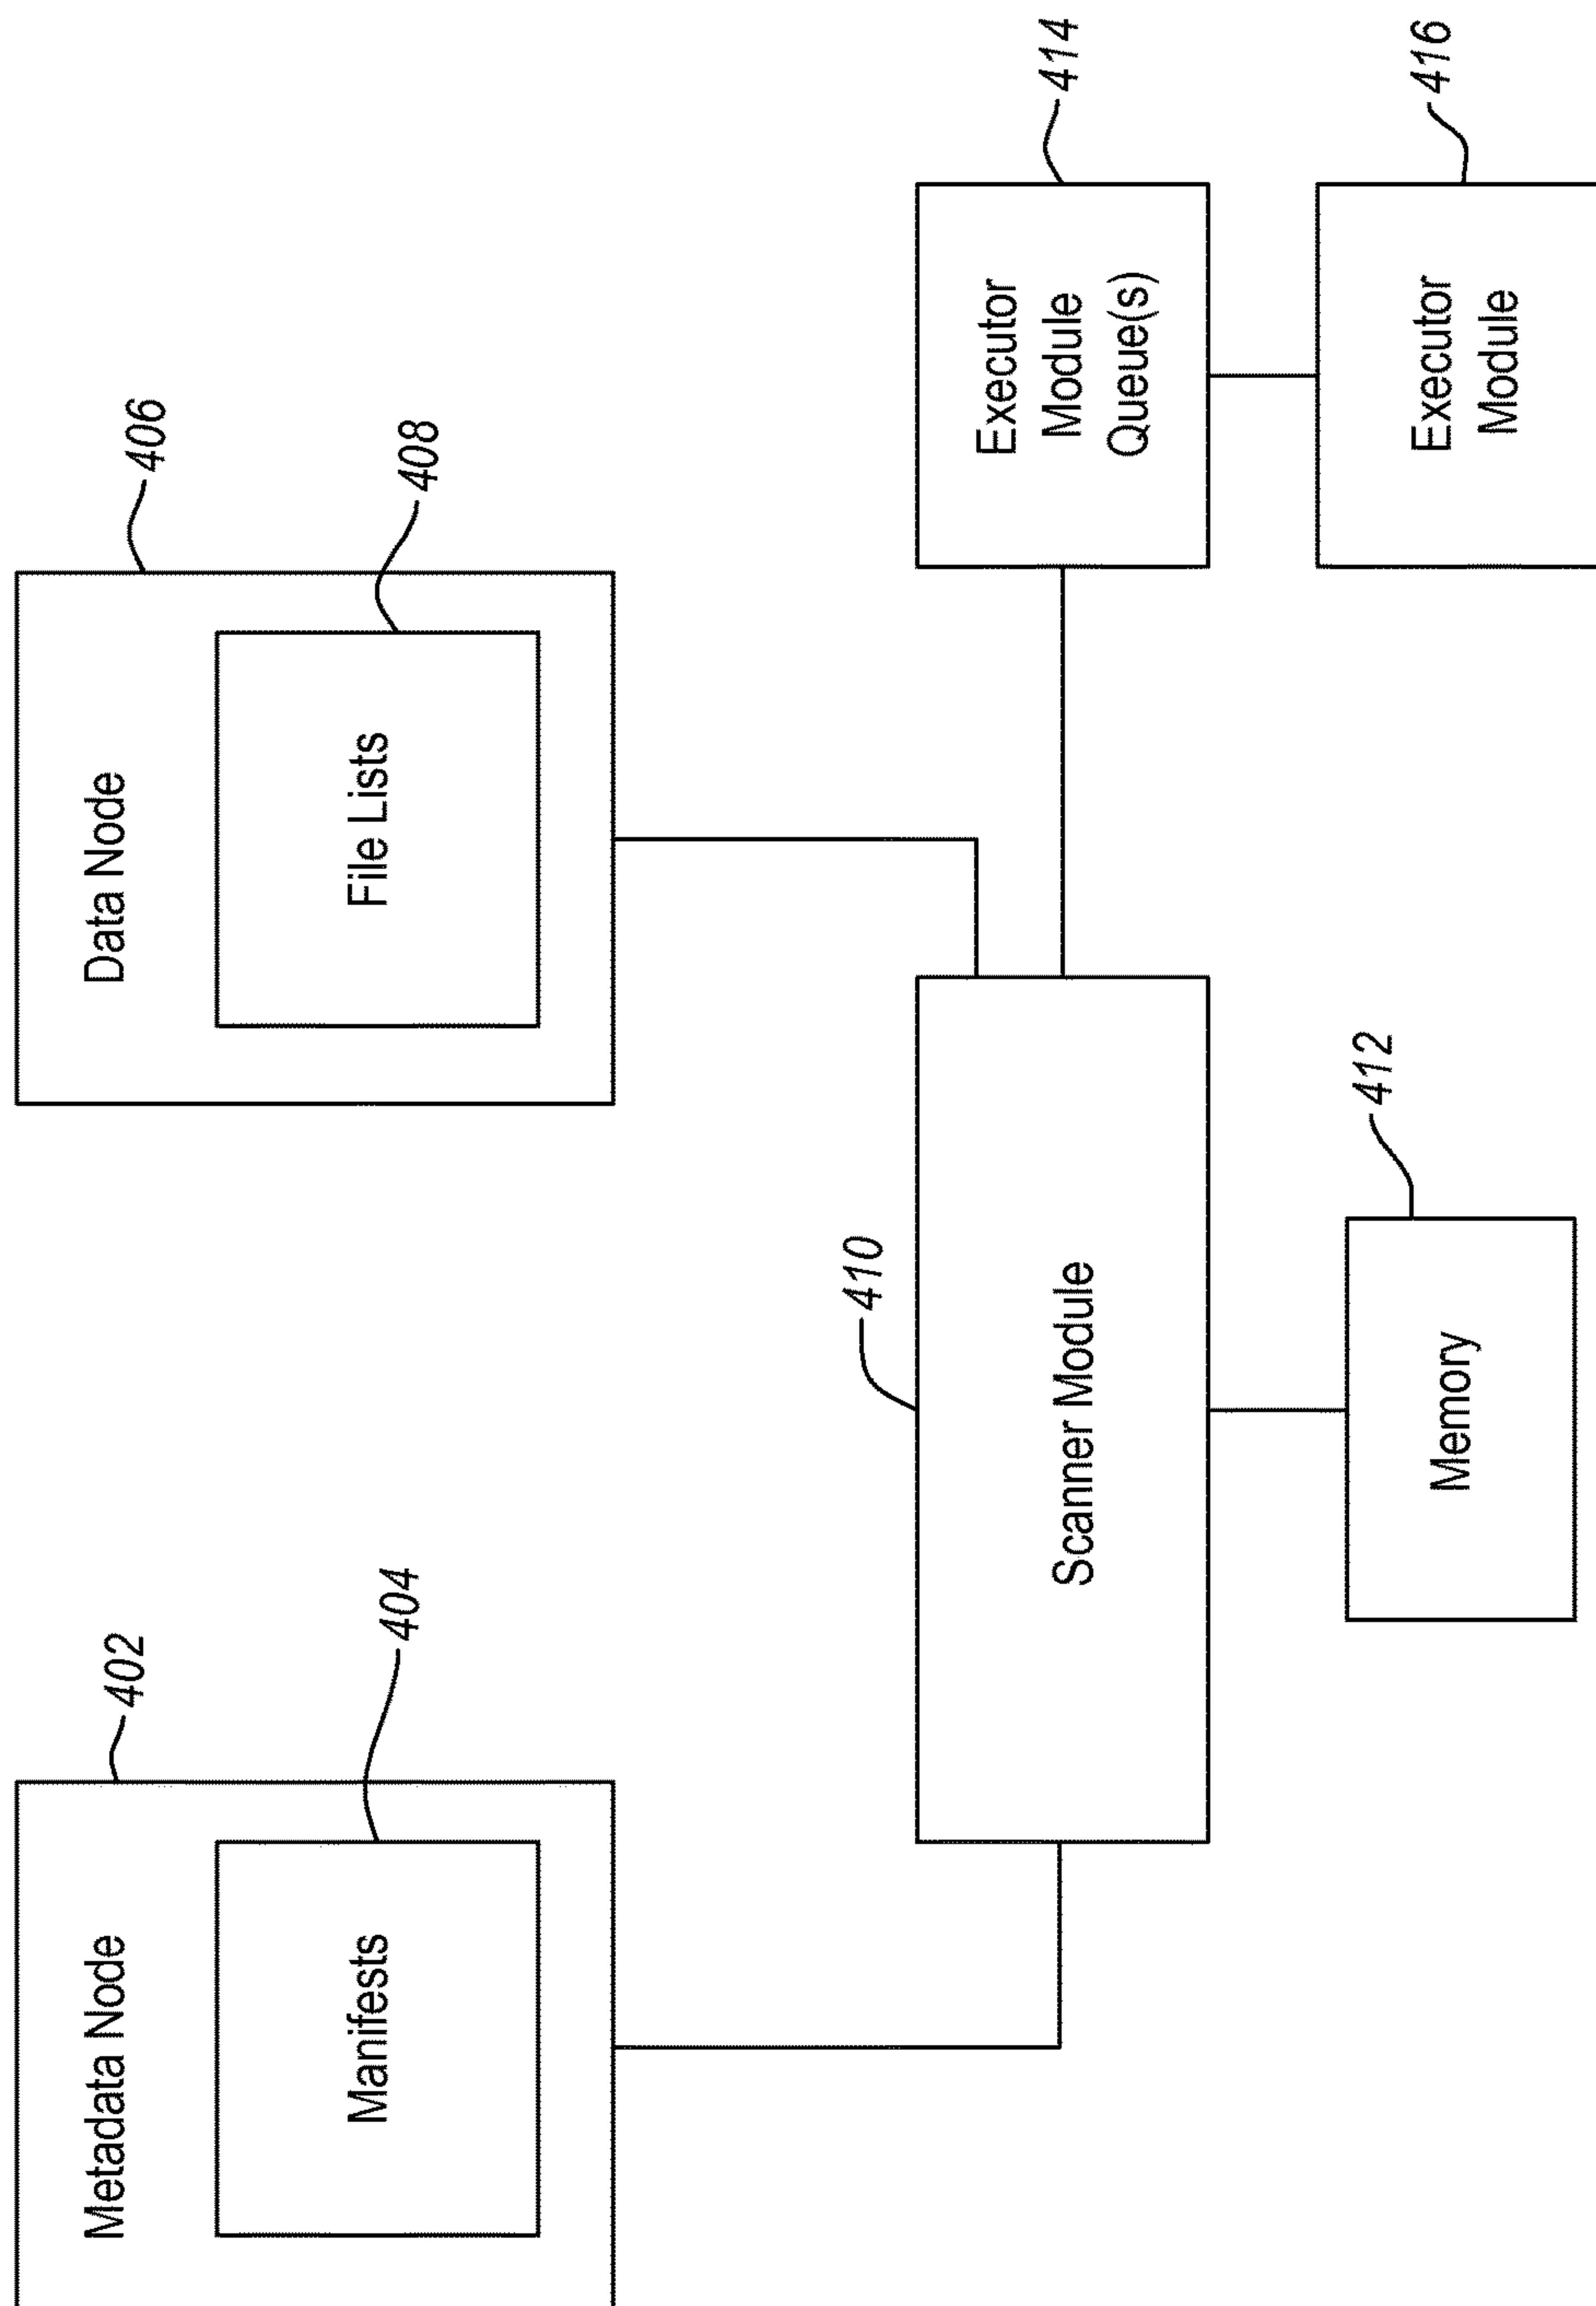 402
Metadata Node
404
Manifests
406
Data Node
408
File Lists
410
Scanner Module
412
Memory
414
Executor
Module
Queue(s)
416
Executor
Module